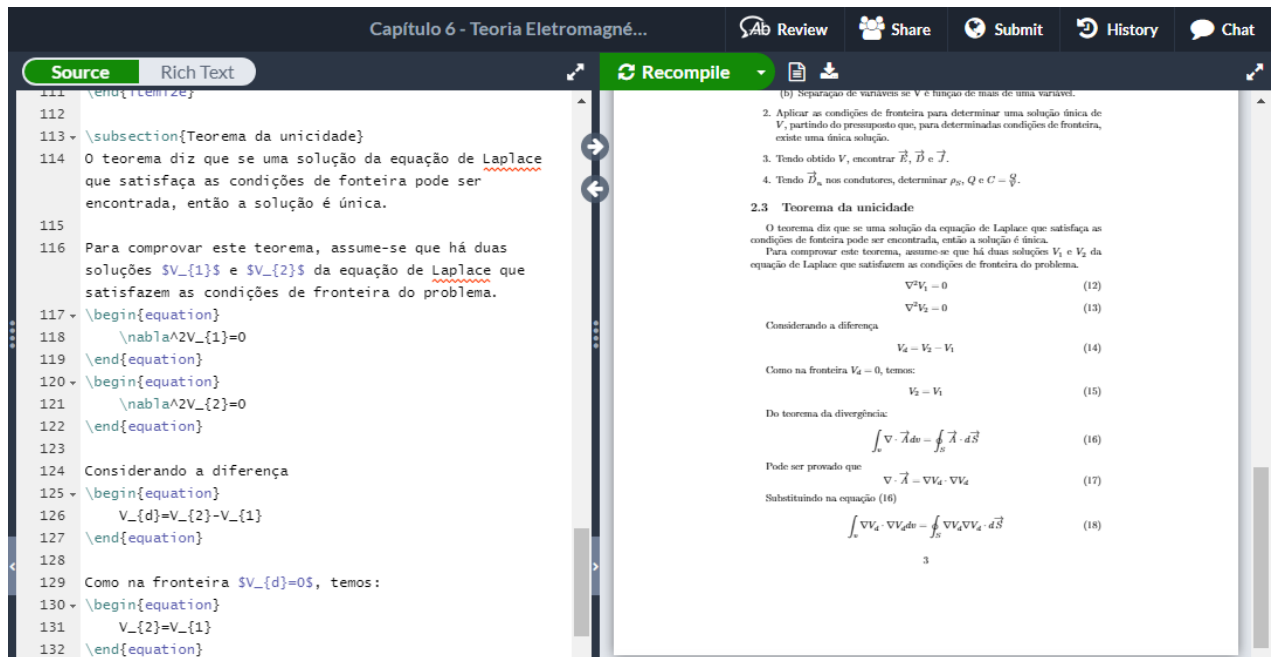 Capítulo 6 - Teoria Eletromagné...
Review
Share
Submit
History
Chat
Source
Rich Text
Recompile
111 \end{itemize}
112
113 \subsection{Teorema da unicidade}
114 O teorema diz que se uma solução da equação de Laplace
que satisfaça as condições de fonteira pode ser
encontrada, então a solução é única.
115
116 Para comprovar este teorema, assume-se que há duas
soluções $V_{1}$ e $V_{2}$ da equação de Laplace que
satisfazem as condições de fronteira do problema.
117 \begin{equation}
118 \nabla^2V_{1}=0
119 \end{equation}
120 \begin{equation}
121 \nabla^2V_{2}=0
122 \end{equation}
123
124 Considerando a diferença
125 \begin{equation}
126 V_{d}=V_{2}-V_{1}
127 \end{equation}
128
129 Como na fronteira $V_{d}=0$, temos:
130 \begin{equation}
131 V_{2}=V_{1}
132 \end{equation}
(b) Separação de variáveis se V é função de mais de uma variável.
2. Aplicar as condições de fronteira para determinar uma solução única de
V, partindo do pressuposto que, para determinadas condições de fronteira,
existe uma única solução.
3. Tendo obtido V, encontrar E⃗, D⃗ e J⃗.
4. Tendo D⃗ₙ nos condutores, determinar ρ_S, Q e C = Q/V.
2.3 Teorema da unicidade
O teorema diz que se uma solução da equação de Laplace que satisfaça as
condições de fonteira pode ser encontrada, então a solução é única.
Para comprovar este teorema, assume-se que há duas soluções V₁ e V₂ da
equação de Laplace que satisfazem as condições de fronteira do problema.
∇²V₁ = 0 (12)
∇²V₂ = 0 (13)
Considerando a diferença
V_d = V₂ − V₁ (14)
Como na fronteira V_d = 0, temos:
V₂ = V₁ (15)
Do teorema da divergência:
∫_v ∇ · A⃗dv = ∮_S A⃗ · dS⃗ (16)
Pode ser provado que
∇ · A⃗ = ∇V_d · ∇V_d (17)
Substituindo na equação (16)
∫_v ∇V_d · ∇V_d dv = ∮_S V_d∇V_d · dS⃗ (18)
3